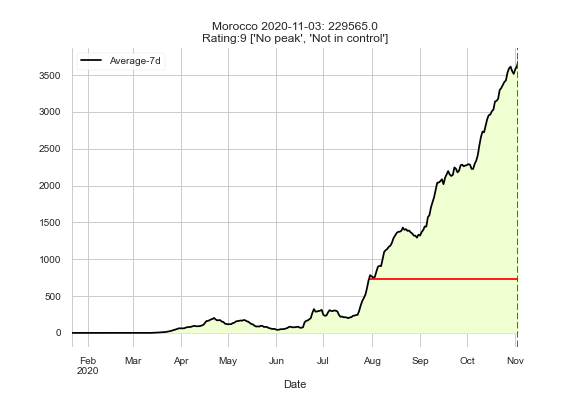 Morocco 2020-11-03: 229565.0
Rating:9 ['No peak', 'Not in control']
Average-7d
3500
3000
2500
2000
1500
1000
500
0
Feb Mar Apr May Jun Jul Aug Sep Oct Nov
2020
Date